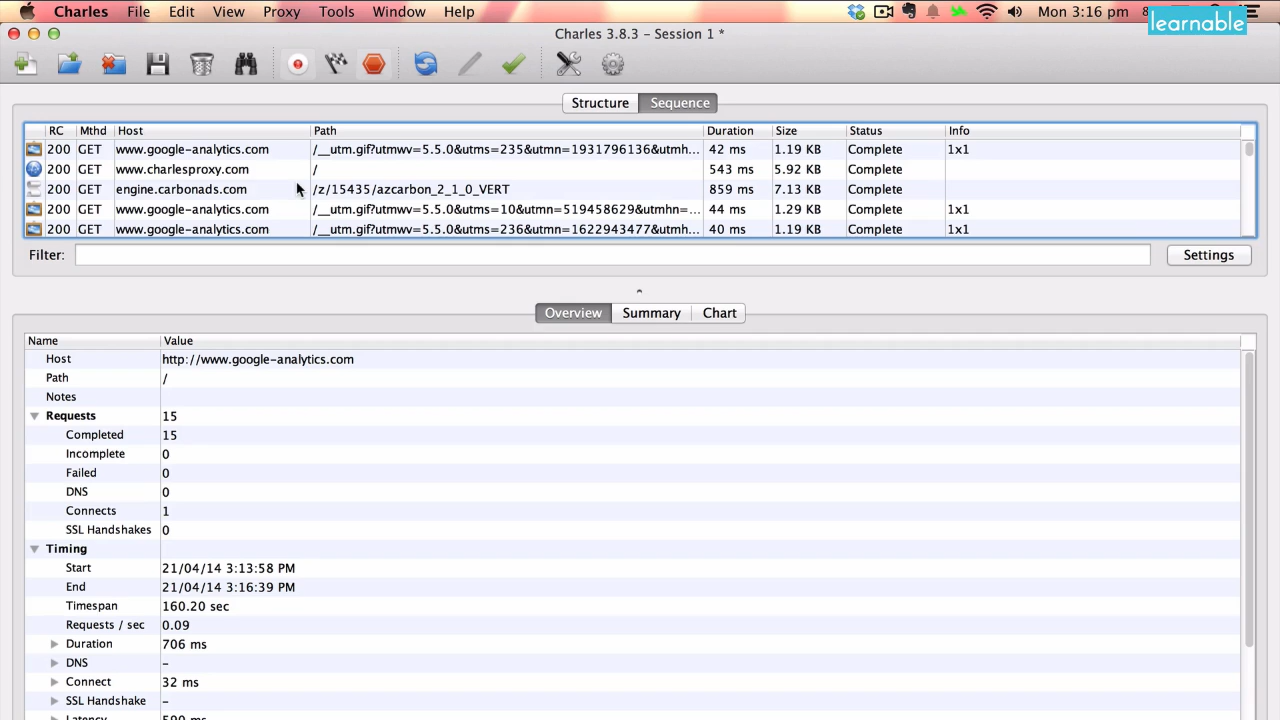 Charles File Edit View Proxy Tools Window Help Mon 3:16 pm
learnable
Charles 3.8.3 – Session 1 *
Structure Sequence
RC Mthd Host Path Duration Size Status Info
200 GET www.google-analytics.com /__utm.gif?utmwv=5.5.0&utms=235&utmn=1931796136&utmh... 42 ms 1.19 KB Complete 1x1
200 GET www.charlesproxy.com / 543 ms 5.92 KB Complete
200 GET engine.carbonads.com /z/15435/azcarbon_2_1_0_VERT 859 ms 7.13 KB Complete
200 GET www.google-analytics.com /__utm.gif?utmwv=5.5.0&utms=10&utmn=519458629&utmhn=... 44 ms 1.29 KB Complete 1x1
200 GET www.google-analytics.com /__utm.gif?utmwv=5.5.0&utms=236&utmn=1622943477&utmh... 40 ms 1.19 KB Complete 1x1
Filter: Settings
Overview Summary Chart
Name Value
Host http://www.google-analytics.com
Path /
Notes
Requests 15
Completed 15
Incomplete 0
Failed 0
DNS 0
Connects 1
SSL Handshakes 0
Timing
Start 21/04/14 3:13:58 PM
End 21/04/14 3:16:39 PM
Timespan 160.20 sec
Requests / sec 0.09
Duration 706 ms
DNS –
Connect 32 ms
SSL Handshake –
Latency 590 ms